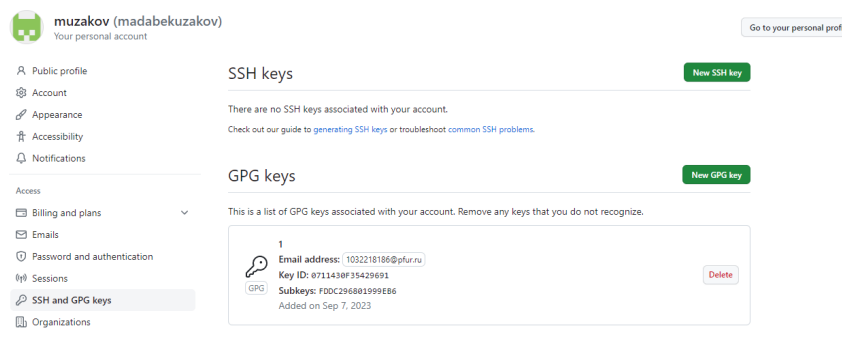 muzakov (madabekuzakov)
Your personal account
Go to your personal profi
Public profile
Account
Appearance
Accessibility
Notifications
Access
Billing and plans
Emails
Password and authentication
Sessions
SSH and GPG keys
Organizations
SSH keys
New SSH key
There are no SSH keys associated with your account.
Check out our guide to generating SSH keys or troubleshoot common SSH problems.
GPG keys
New GPG key
This is a list of GPG keys associated with your account. Remove any keys that you do not recognize.
1
Email address: 1032218186@pfur.ru
Key ID: 0711430F35429691
Subkeys: FDDC296801999EB6
Added on Sep 7, 2023
GPG
Delete